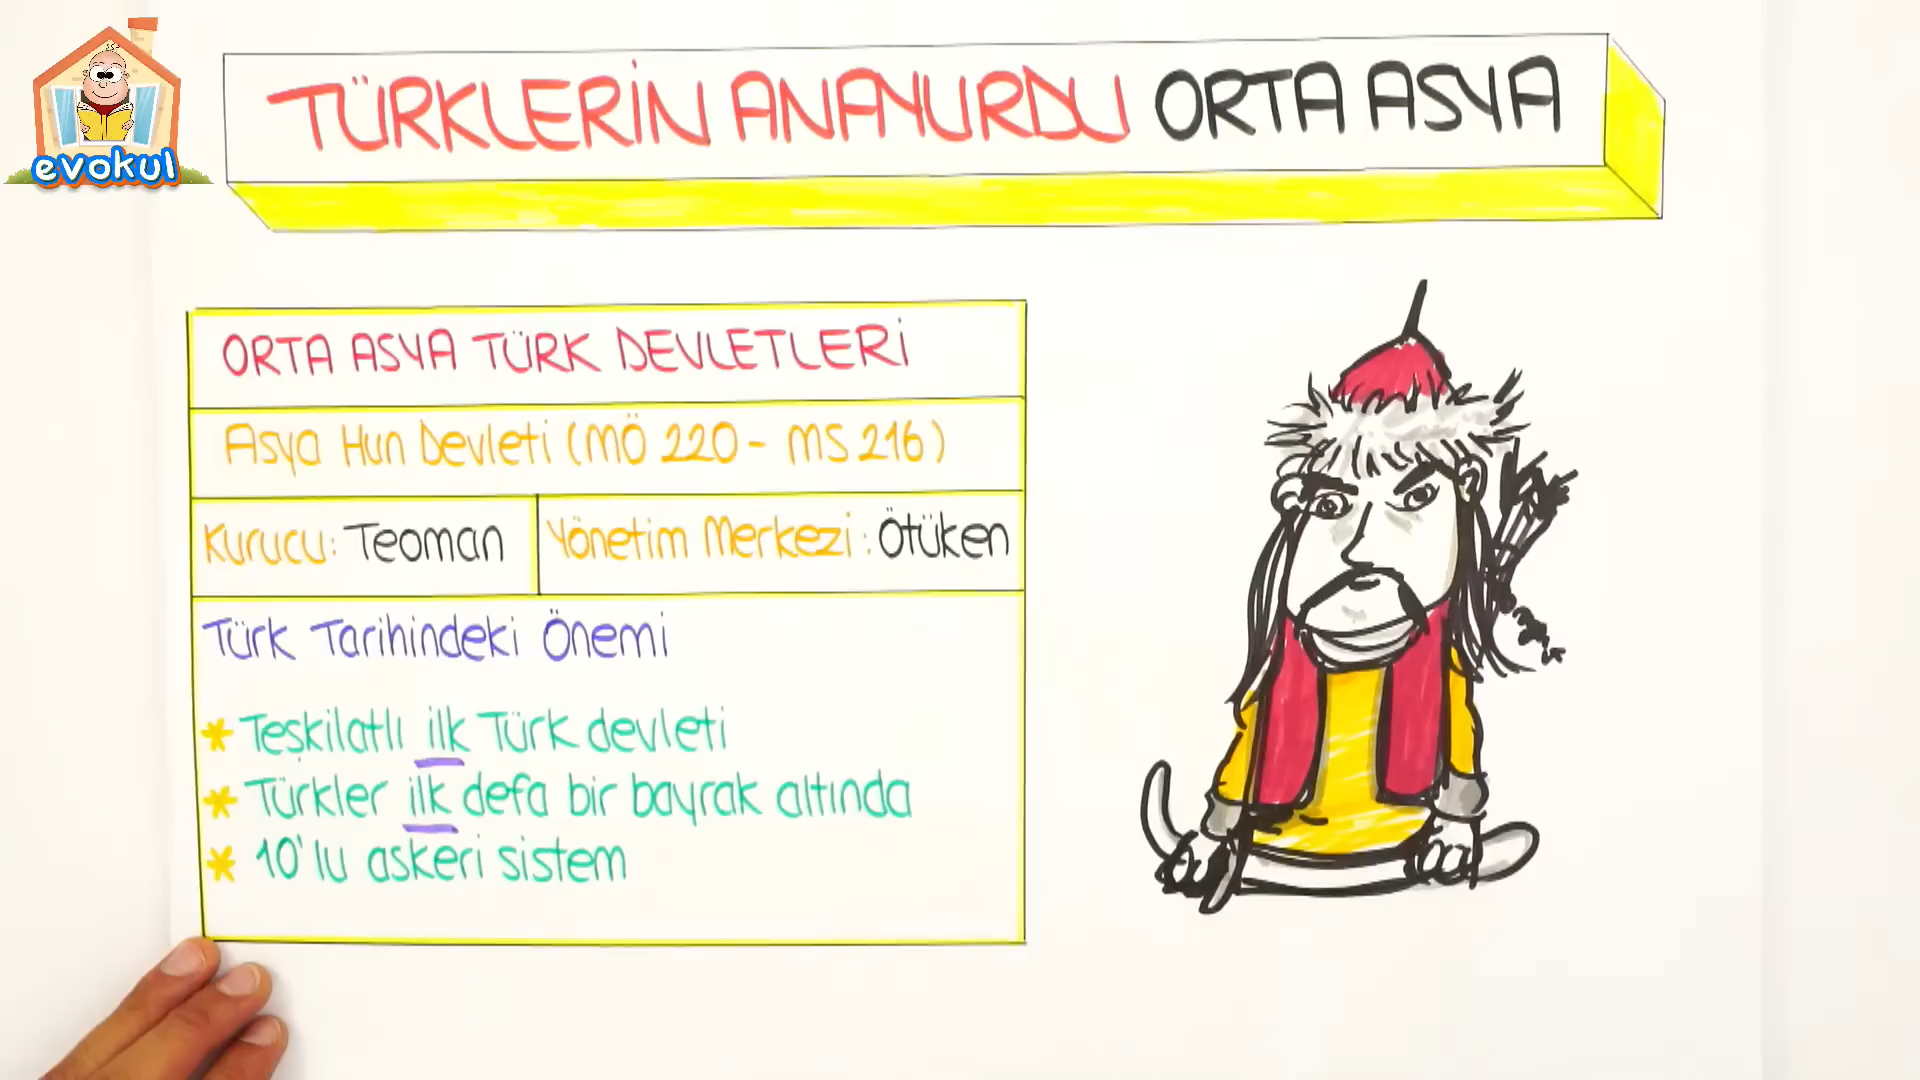 evokul
TÜRKLERİN ANAYURDU ORTA ASYA
ORTA ASYA TÜRK DEVLETLERİ
Asya Hun Devleti (MÖ 220 - MS 216)
Kurucu: Teoman
Yönetim Merkezi: Ötüken
Türk Tarihindeki Önemi
* Teşkilatlı ilk Türk devleti
* Türkler ilk defa bir bayrak altında
* 10'lu askeri sistem